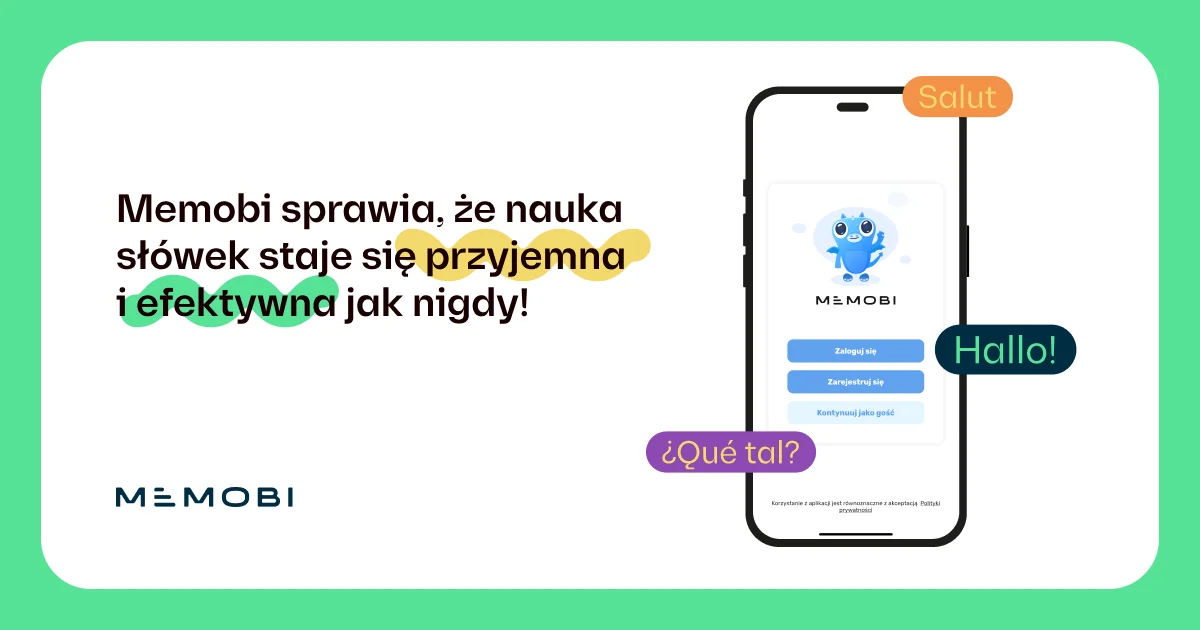 Memobi sprawia, że nauka
słówek staje się przyjemna
i efektywna jak nigdy!
MEMOBI
Salut
MEMOBI
Zaloguj się
Hallo!
Zarejestruj się
Kontynuuj jako gość
¿Qué tal?
Korzystanie z aplikacji jest równoznaczne z akceptacją Polityki
prywatności